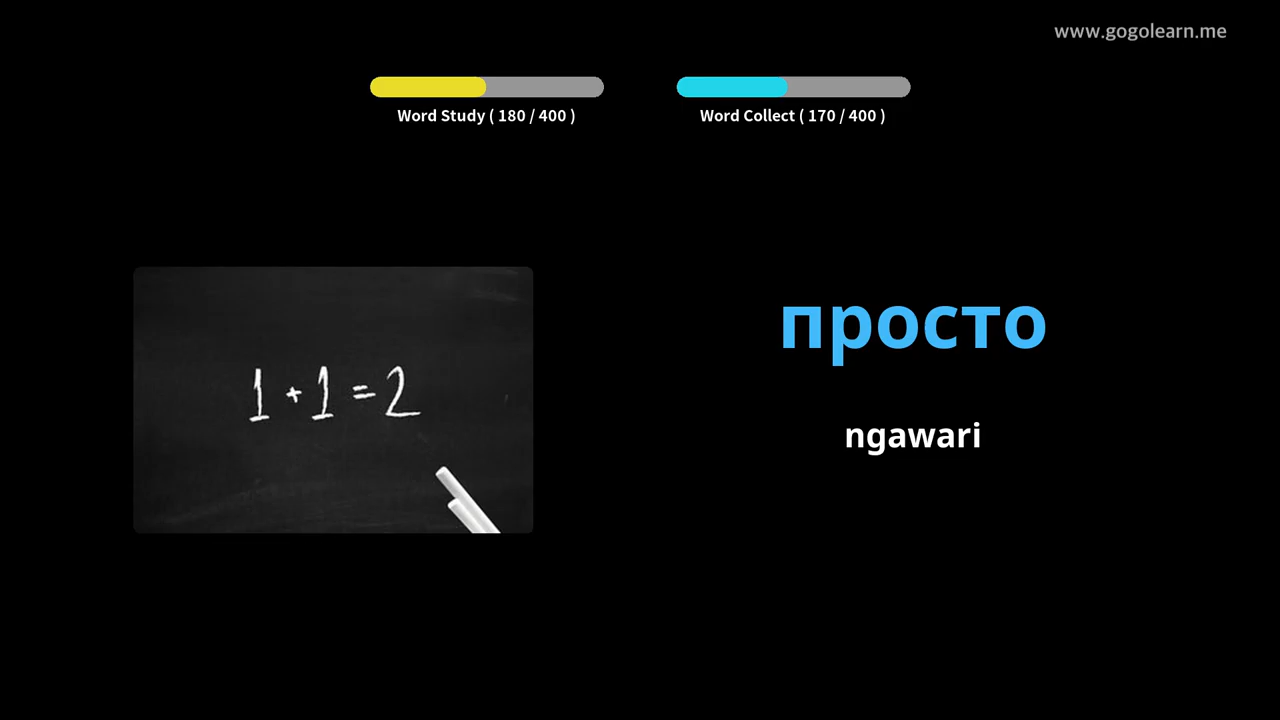 www.gogolearn.me
Word Study ( 180 / 400 )
Word Collect ( 170 / 400 )
1 + 1 = 2
просто
ngawari